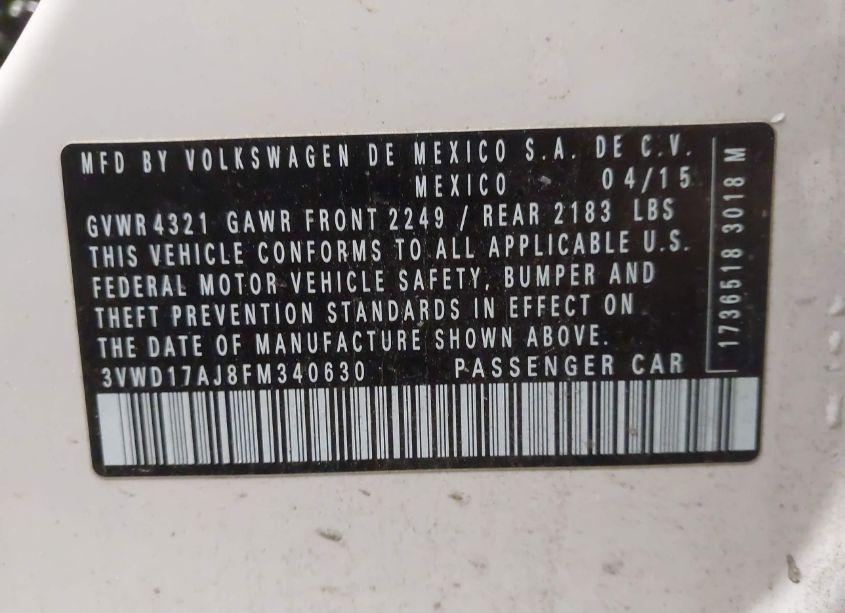 MFD BY VOLKSWAGEN DE MEXICO S.A. DE C.V.
MEXICO 04/15
GVWR 4321 GAWR FRONT 2249 / REAR 2183 LBS
THIS VEHICLE CONFORMS TO ALL APPLICABLE U.S.
FEDERAL MOTOR VEHICLE SAFETY, BUMPER AND
THEFT PREVENTION STANDARDS IN EFFECT ON
THE DATE OF MANUFACTURE SHOWN ABOVE.
3VWD17AJ8FM340630 PASSENGER CAR
1736518 3018 M